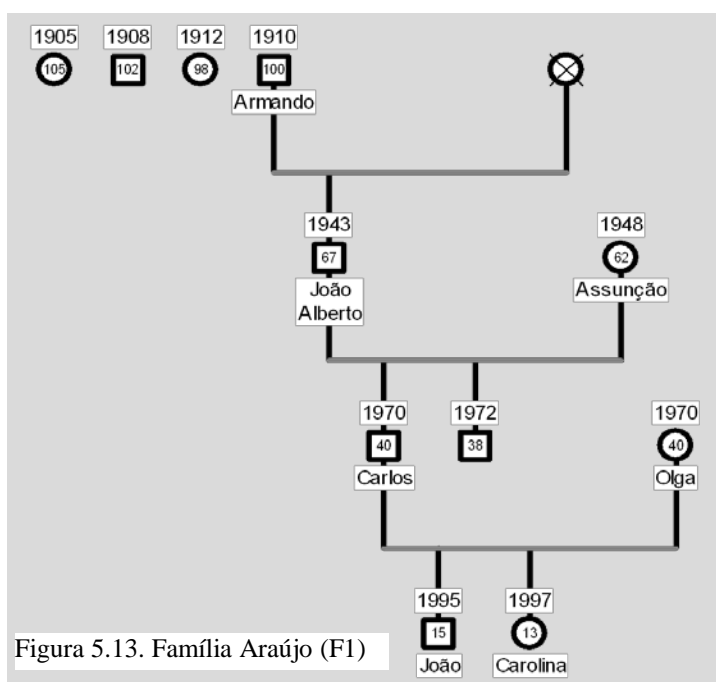 1905 1908 1912 1910
105 102 98 100
Armando
1943 1948
67 62
João Assunção
Alberto
1970 1972 1970
40 38 40
Carlos Olga
1995 1997
15 13
João Carolina
Figura 5.13. Família Araújo (F1)